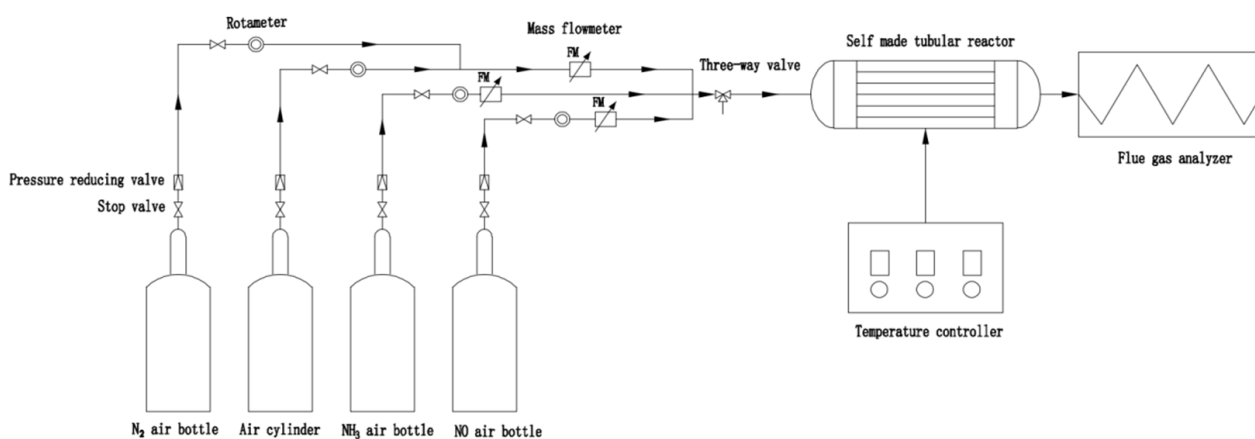 Rotameter
Mass flowmeter
FM
FM
FM
Three-way valve
Self made tubular reactor
Flue gas analyzer
Pressure reducing valve
Stop valve
Temperature controller
N₂ air bottle
Air cylinder
NH₃ air bottle
NO air bottle